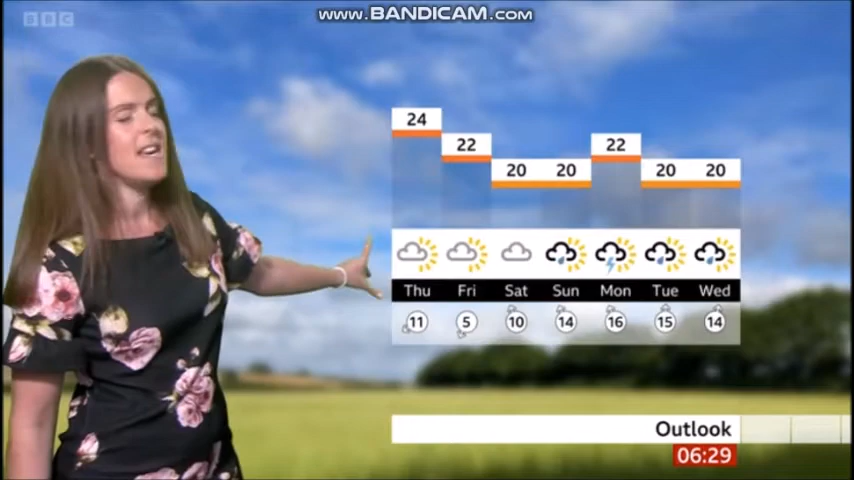 BBC
www.BANDICAM.com
24
22 22
20 20 20 20
Thu Fri Sat Sun Mon Tue Wed
11 5 10 14 16 15 14
Outlook
06:29